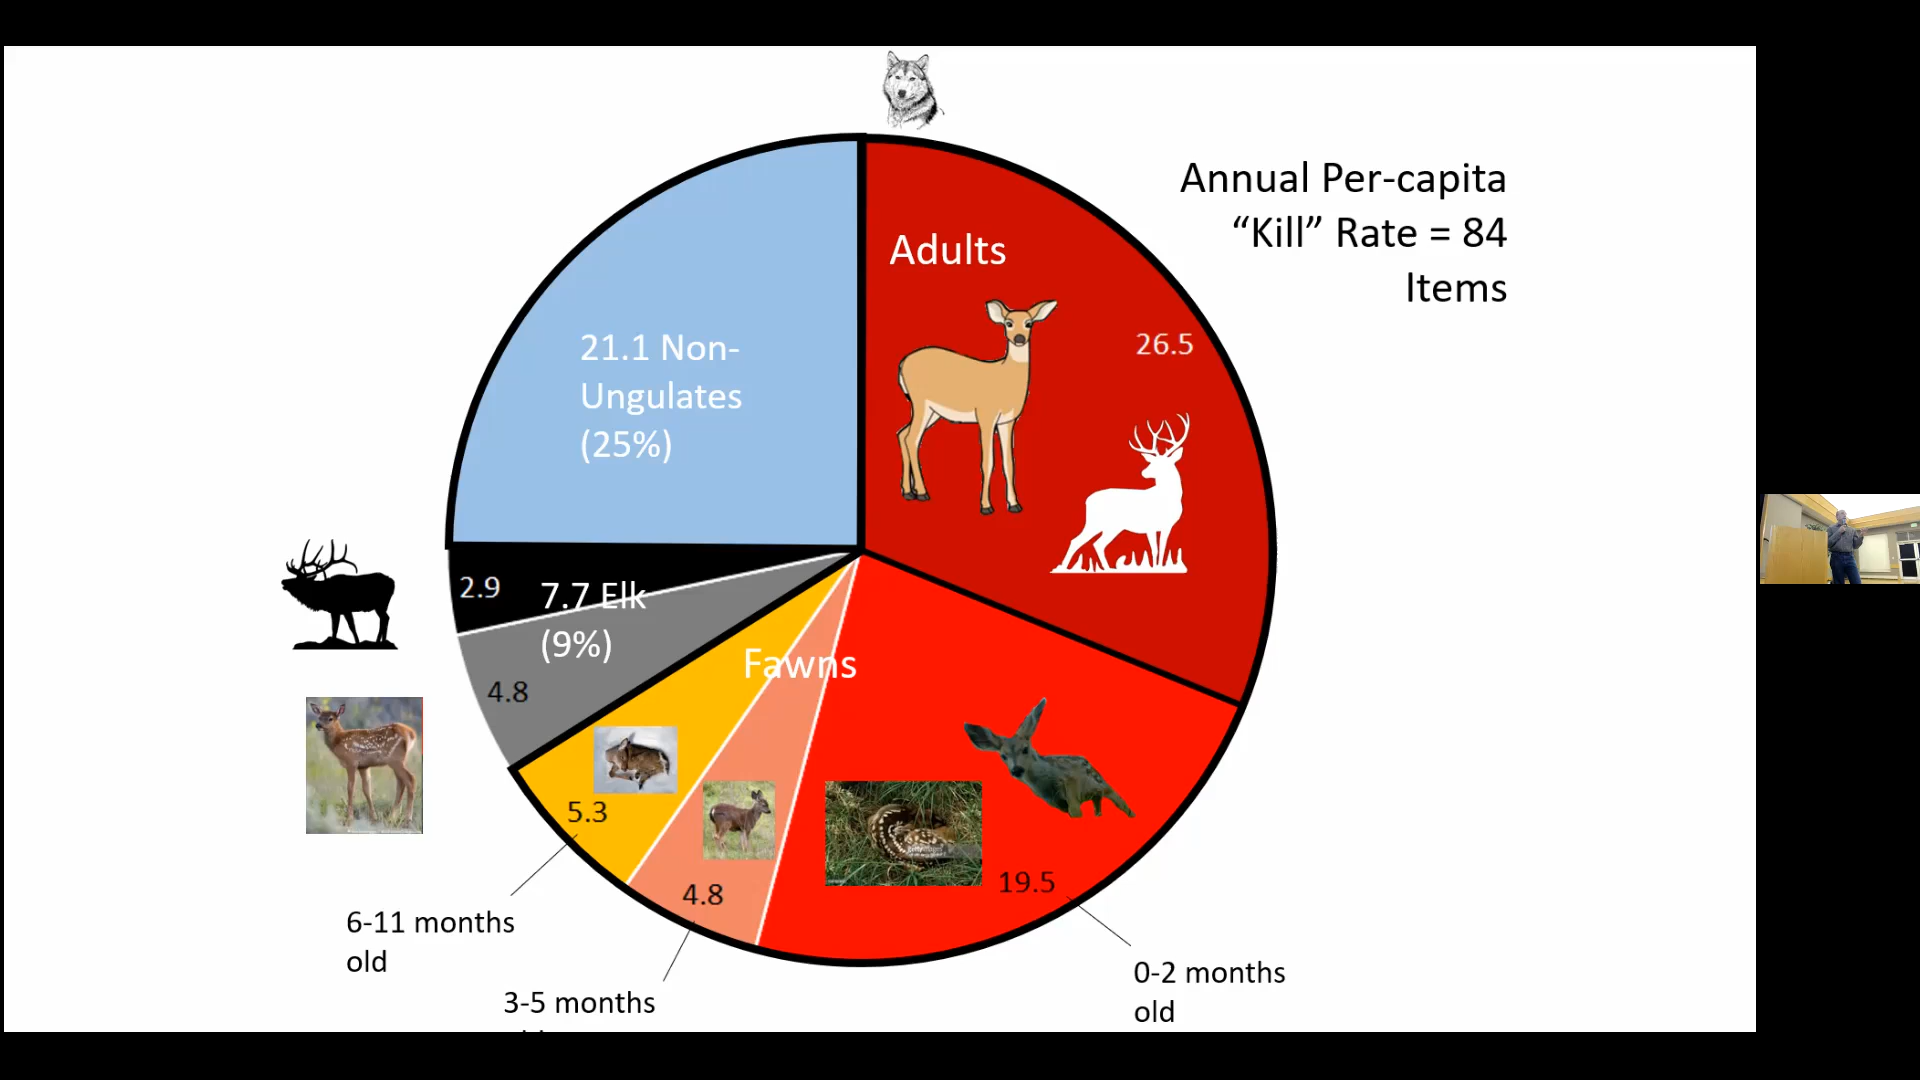 Annual Per-capita
“Kill” Rate = 84
Items
Adults
26.5
21.1 Non-
Ungulates
(25%)
2.9
7.7 Elk
(9%)
4.8
Fawns
5.3
4.8
19.5
6-11 months
old
3-5 months
0-2 months
old